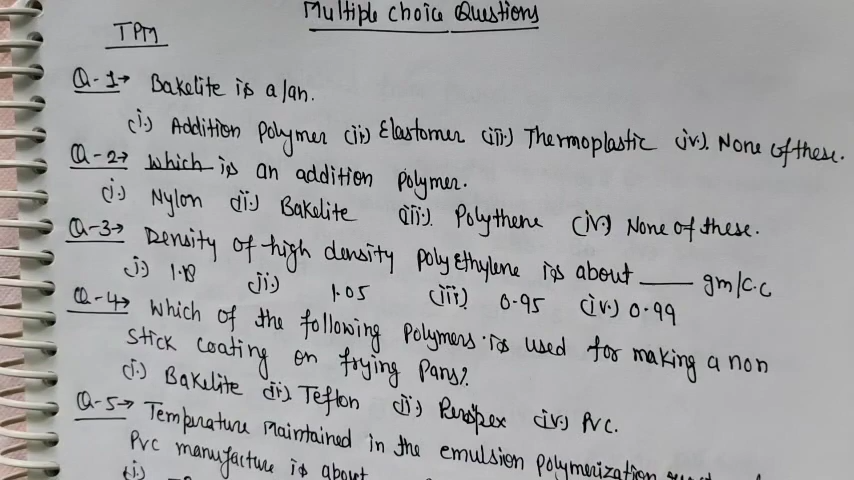 Multiple choice Questions
TPM
Q-1→ Bakelite is a/an.
(i.) Addition Polymer (ii) Elastomer (iii.) Thermoplastic (iv.). None of these.
Q-2→ Which is an addition polymer.
(i.) Nylon (ii.) Bakelite (iii). Polythene (iv.) None of these.
Q-3→ Density of high density polyethylene is about ___ gm/c.c
(i) 1.18 (ii.) 1.05 (iii) 0.95 (iv.) 0.99
Q-4→ Which of the following polymers is used for making a non
stick coating on frying pans?
(i.) Bakelite (ii). Teflon (ii) Perspex (iv.) PVC.
Q-5→ Temperature maintained in the emulsion polymerization
PVC manufacture is about
(i)